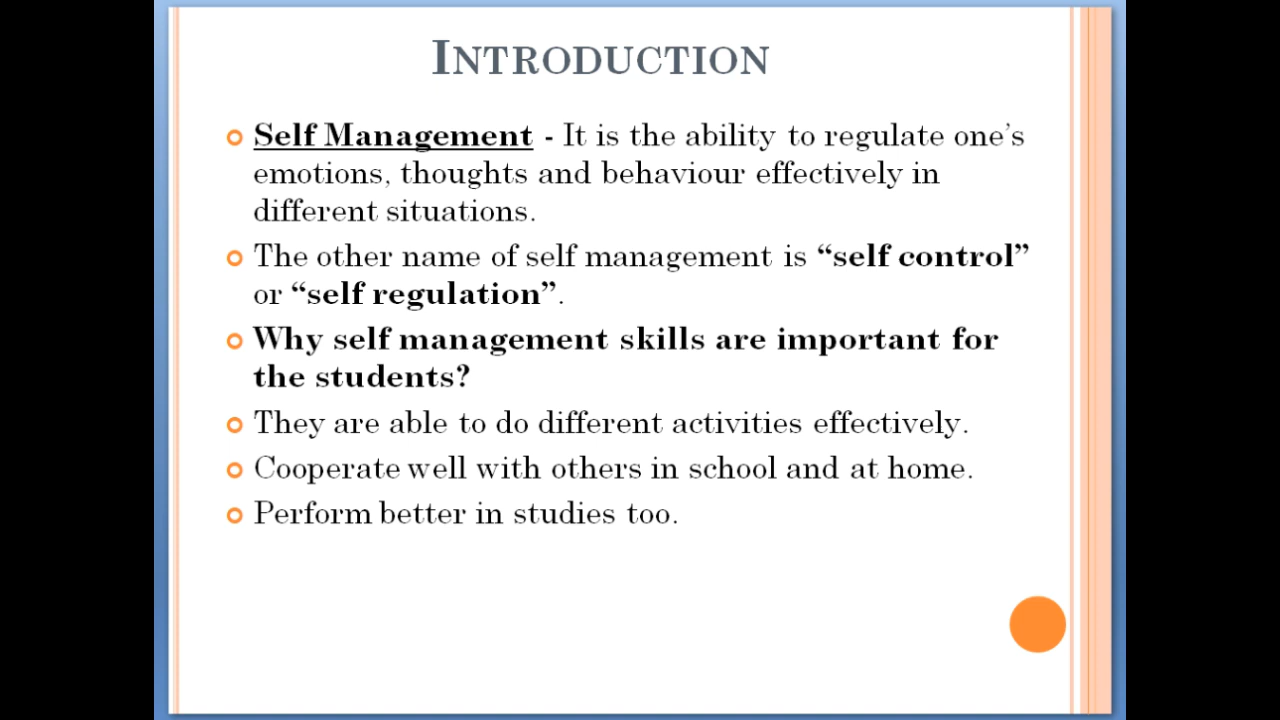 INTRODUCTION
Self Management - It is the ability to regulate one's
emotions, thoughts and behaviour effectively in
different situations.
The other name of self management is “self control”
or “self regulation”.
Why self management skills are important for
the students?
They are able to do different activities effectively.
Cooperate well with others in school and at home.
Perform better in studies too.